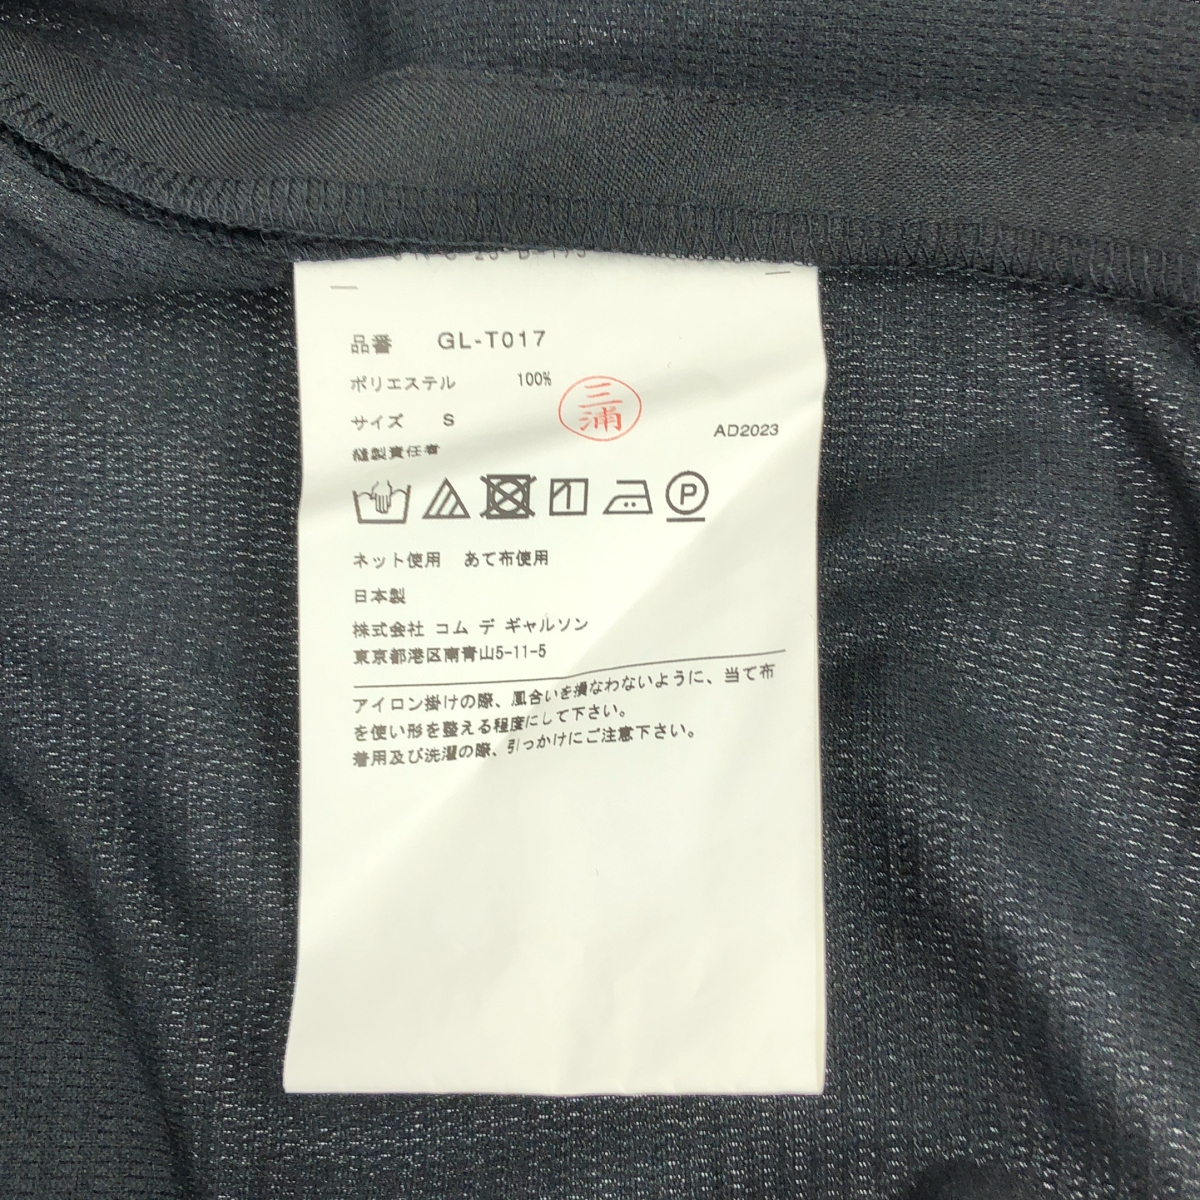 品番 GL-T017
ポリエステル 100%
サイズ S
三浦
AD2023
縫製責任者
P
ネット使用 あて布使用
日本製
株式会社 コム デ ギャルソン
東京都港区南青山5-11-5
アイロン掛けの際、風合いを損なわないように、当て布
を使い形を整える程度にして下さい。
着用及び洗濯の際、引っかけにご注意下さい。